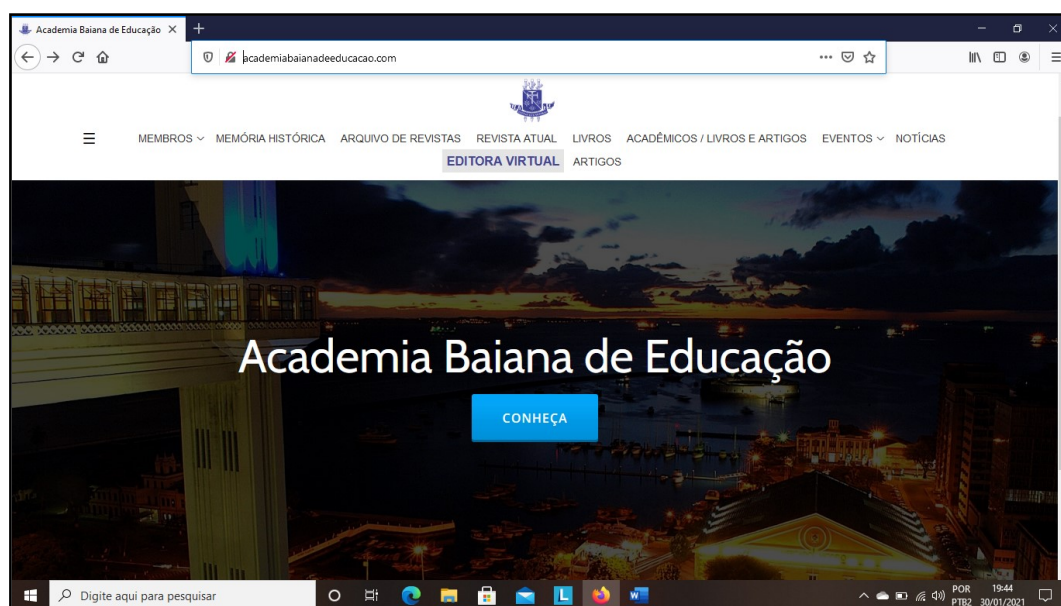 Academia Baiana de Educação
academiabaianadeeducacao.com
MEMBROS MEMÓRIA HISTÓRICA ARQUIVO DE REVISTAS REVISTA ATUAL LIVROS ACADÊMICOS / LIVROS E ARTIGOS EVENTOS NOTÍCIAS
EDITORA VIRTUAL ARTIGOS
Academia Baiana de Educação
CONHEÇA
Digite aqui para pesquisar
POR 19:44
PTB2 30/01/2021